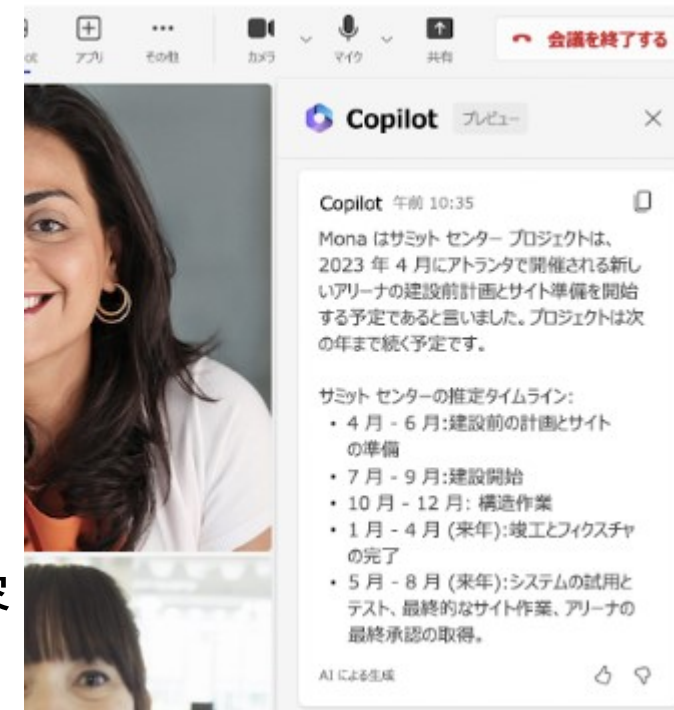 アプリ
その他
カメラ
マイク
共有
会議を終了する
Copilot プレビュー
Copilot 午前 10:35
Mona はサミット センター プロジェクトは、
2023 年 4 月にアトランタで開催される新し
いアリーナの建設前計画とサイト準備を開始
する予定であると言いました。プロジェクトは次
の年まで続く予定です。
サミット センターの推定タイムライン:
• 4 月 - 6 月:建設前の計画とサイト
の準備
• 7 月 - 9 月:建設開始
• 10 月 - 12 月: 構造作業
• 1 月 - 4 月 (来年):竣工とフィクスチャ
の完了
• 5 月 - 8 月 (来年):システムの試用と
テスト、最終的なサイト作業、アリーナの
最終承認の取得。
AI による生成